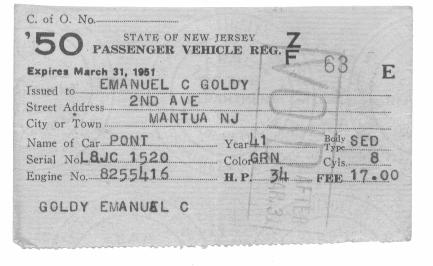 C. of O. No.
'50 STATE OF NEW JERSEY Z
PASSENGER VEHICLE REG. F 63
Expires March 31, 1951 E
Issued to EMANUEL C GOLDY
Street Address 2ND AVE
City or Town MANTUA NJ
Name of Car PONT Year 41 Body Type SED
Serial No. L8JC 1520 Color GRN Cyls. 8
Engine No. 8255416 H.P. 34 FEE 17.00
GOLDY EMANUEL C
VOID AFTER